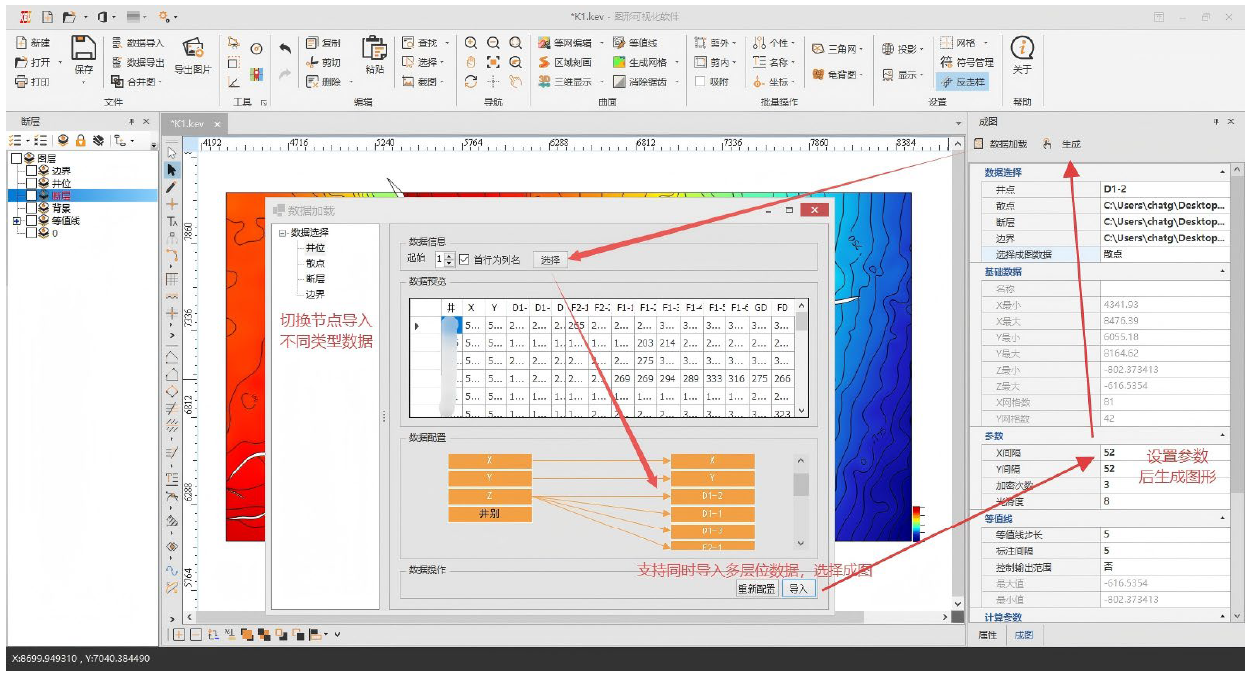 *K1.kev - 图形可视化软件
新建 打开 打印 保存 数据导入 数据导出 合并图 导出图片
复制 剪切 删除 粘贴 查找 选择 截图
等网编辑 区域刻画 三维显示 等值线 生成网格 消除锯齿
剪外 剪内 吸附 个性 名称 坐标 三角网 龟背图
投影 显示 网格 符号管理 反走样 关于
文件 工具 编辑 导航 曲面 批量操作 设置 帮助
断层
图层
边界
井位
断层
背景
等值线
0
*K1.kev ×
4192 4716 5240 5764 6288 6812 7336 7860 8384
7860
7336
6812
6288
5764
数据加载
数据选择
井位
散点
断层
边界
切换节点导入
不同类型数据
数据信息
起始 1 首行为列名 选择
数据预览
井 X Y D1- D1- D F2-1 F2-2 F1-1 F1-2 F1-3 F1-4 F1-5 F1-6 GD FD
5... 5... 2... 2... 2... 265 2... 2... 2... 3... 3... 3... 3... 3... 3...
5... 5... 1... 2... 1... 1... 1... 1... 203 214 2... 2... 2... 2... 2...
5... 5... 2... 2... 2... 2... 2... 2... 275 3... 3... 3... 3... 3... 3...
5... 5... 1... 2... 2... 2... 2... 269 269 294 289 333 316 275 266
5... 5... 1... 1... 1... 1... 1... 1... 1... 1... 2... 2... 2... 2... 2...
数据配置
X X
Y Y
Z D1-2
井别 D1-1
D1-3
F2-1
数据操作
支持同时导入多层位数据，选择成图
重新配置 导入
成图
数据加载 生成
数据选择
井点 D1-2
散点 C:\Users\chatg\Desktop...
断层 C:\Users\chatg\Desktop...
边界 C:\Users\chatg\Desktop...
选择成图数据 散点
基础数据
名称
X最小 4341.93
X最大 8476.39
Y最小 6055.18
Y最大 8164.62
Z最小 -802.373413
Z最大 -616.5354
X网格数 81
Y网格数 42
参数
X间隔 52
Y间隔 52
加密次数 3
光滑度 8
设置参数
后生成图形
等值线
等值线步长 5
标注间隔 5
控制输出范围 否
最大值 -616.5354
最小值 -802.373413
计算参数
属性 成图
X:8699.949310 , Y:7040.384490